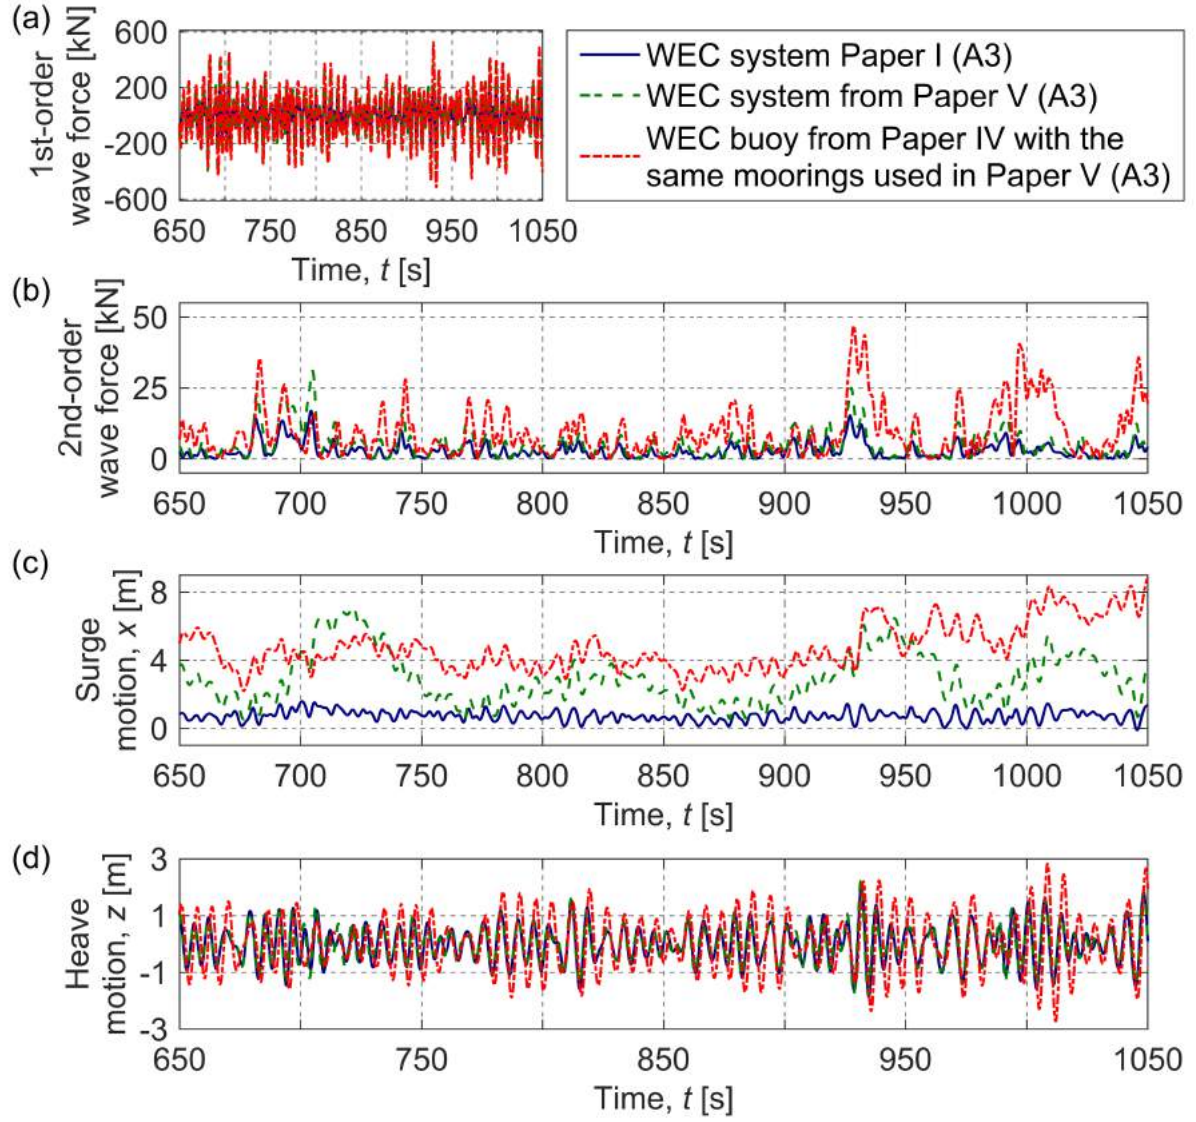 (a)
1st-order
wave force [kN]
600
200
-200
-600
650 750 850 950 1050
Time, t [s]
WEC system Paper I (A3)
WEC system from Paper V (A3)
WEC buoy from Paper IV with the
same moorings used in Paper V (A3)
(b)
2nd-order
wave force [kN]
50
25
0
650 700 750 800 850 900 950 1000 1050
Time, t [s]
(c)
Surge
motion, x [m]
8
4
0
650 700 750 800 850 900 950 1000 1050
Time, t [s]
(d)
Heave
motion, z [m]
3
1
-1
-3
650 750 850 950 1050
Time, t [s]